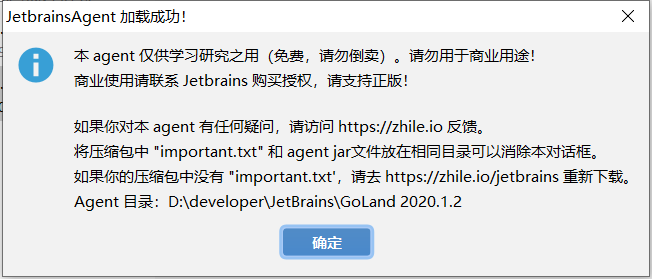 JetbrainsAgent 加载成功!
本 agent 仅供学习研究之用（免费，请勿倒卖）。请勿用于商业用途！
商业使用请联系 Jetbrains 购买授权，请支持正版！
如果你对本 agent 有任何疑问，请访问 https://zhile.io 反馈。
将压缩包中 "important.txt" 和 agent jar文件放在相同目录可以消除本对话框。
如果你的压缩包中没有 "important.txt'，请去 https://zhile.io/jetbrains 重新下载。
Agent 目录：D:\developer\JetBrains\GoLand 2020.1.2
确定